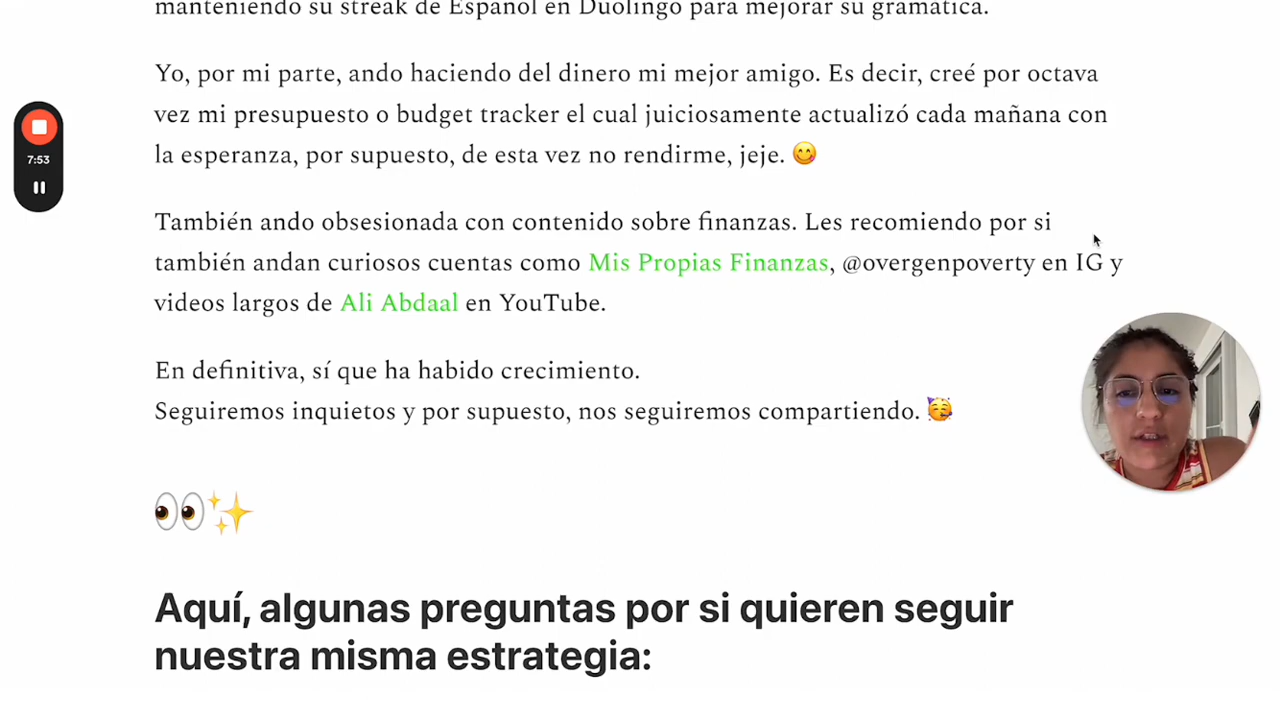 manteniendo su streak de Español en Duolingo para mejorar su gramática.
Yo, por mi parte, ando haciendo del dinero mi mejor amigo. Es decir, creé por octava
vez mi presupuesto o budget tracker el cual juiciosamente actualizó cada mañana con
la esperanza, por supuesto, de esta vez no rendirme, jeje. 😋
También ando obsesionada con contenido sobre finanzas. Les recomiendo por si
también andan curiosos cuentas como Mis Propias Finanzas, @overgenpoverty en IG y
videos largos de Ali Abdaal en YouTube.
En definitiva, sí que ha habido crecimiento.
Seguiremos inquietos y por supuesto, nos seguiremos compartiendo. 🥳
👀✨
Aquí, algunas preguntas por si quieren seguir
nuestra misma estrategia:
7:53